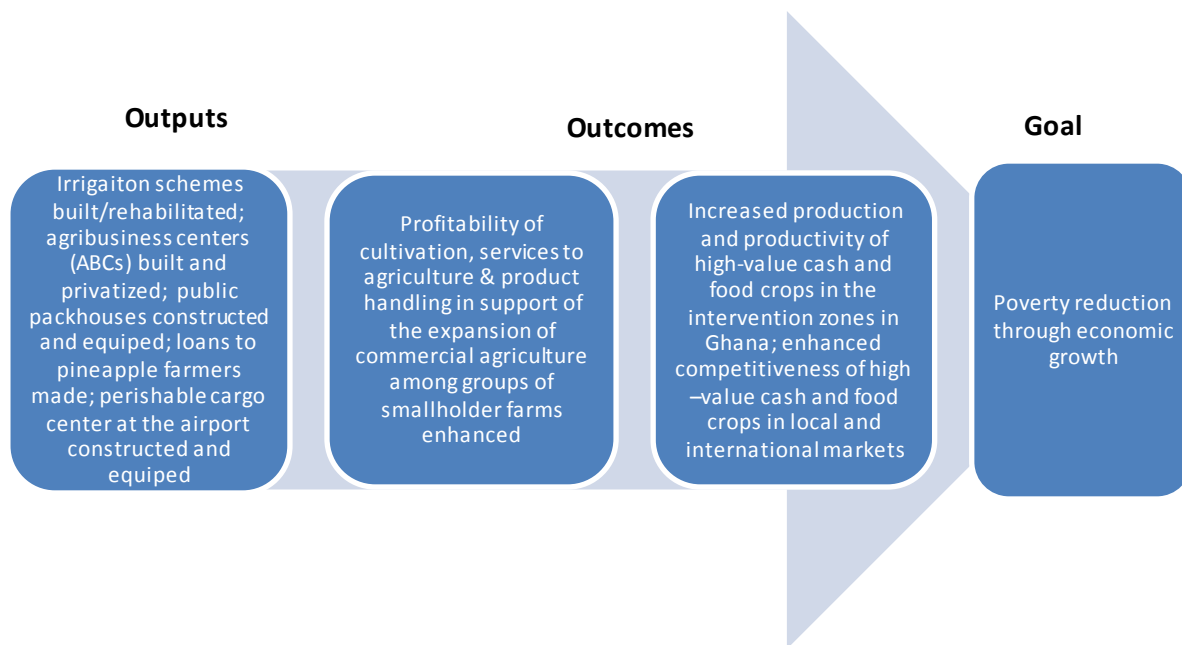 Outputs
Outcomes
Goal
Irrigaiton schemes
built/rehabilitated;
agribusiness centers
(ABCs) built and
privatized; public
packhouses constructed
and equiped; loans to
pineapple farmers
made; perishable cargo
center at the airport
constructed and
equiped
Profitability of
cultivation, services to
agriculture & product
handling in support of
the expansion of
commercial agriculture
among groups of
smallholder farms
enhanced
Increased production
and productivity of
high-value cash and
food crops in the
intervention zones in
Ghana; enhanced
competitiveness of high
–value cash and food
crops in local and
international markets
Poverty reduction
through economic
growth